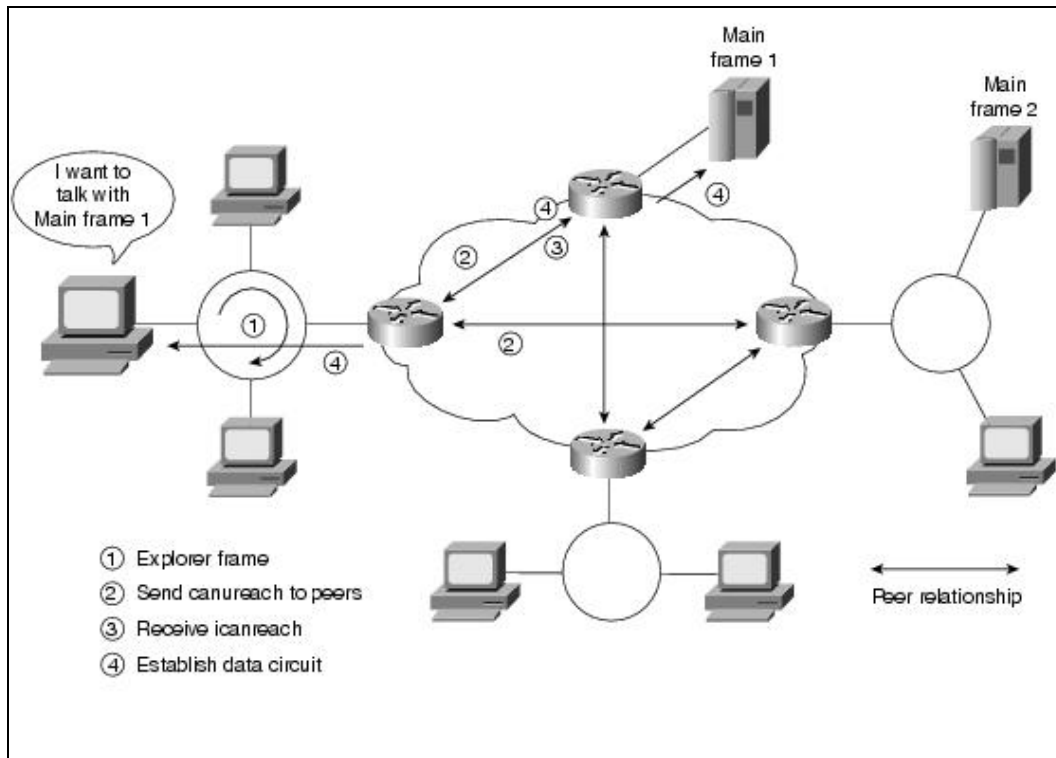 Main
frame 1
Main
frame 2
I want to
talk with
Main frame 1
4
4
2
3
1
2
4
1 Explorer frame
2 Send canureach to peers
3 Receive icanreach
4 Establish data circuit
Peer relationship